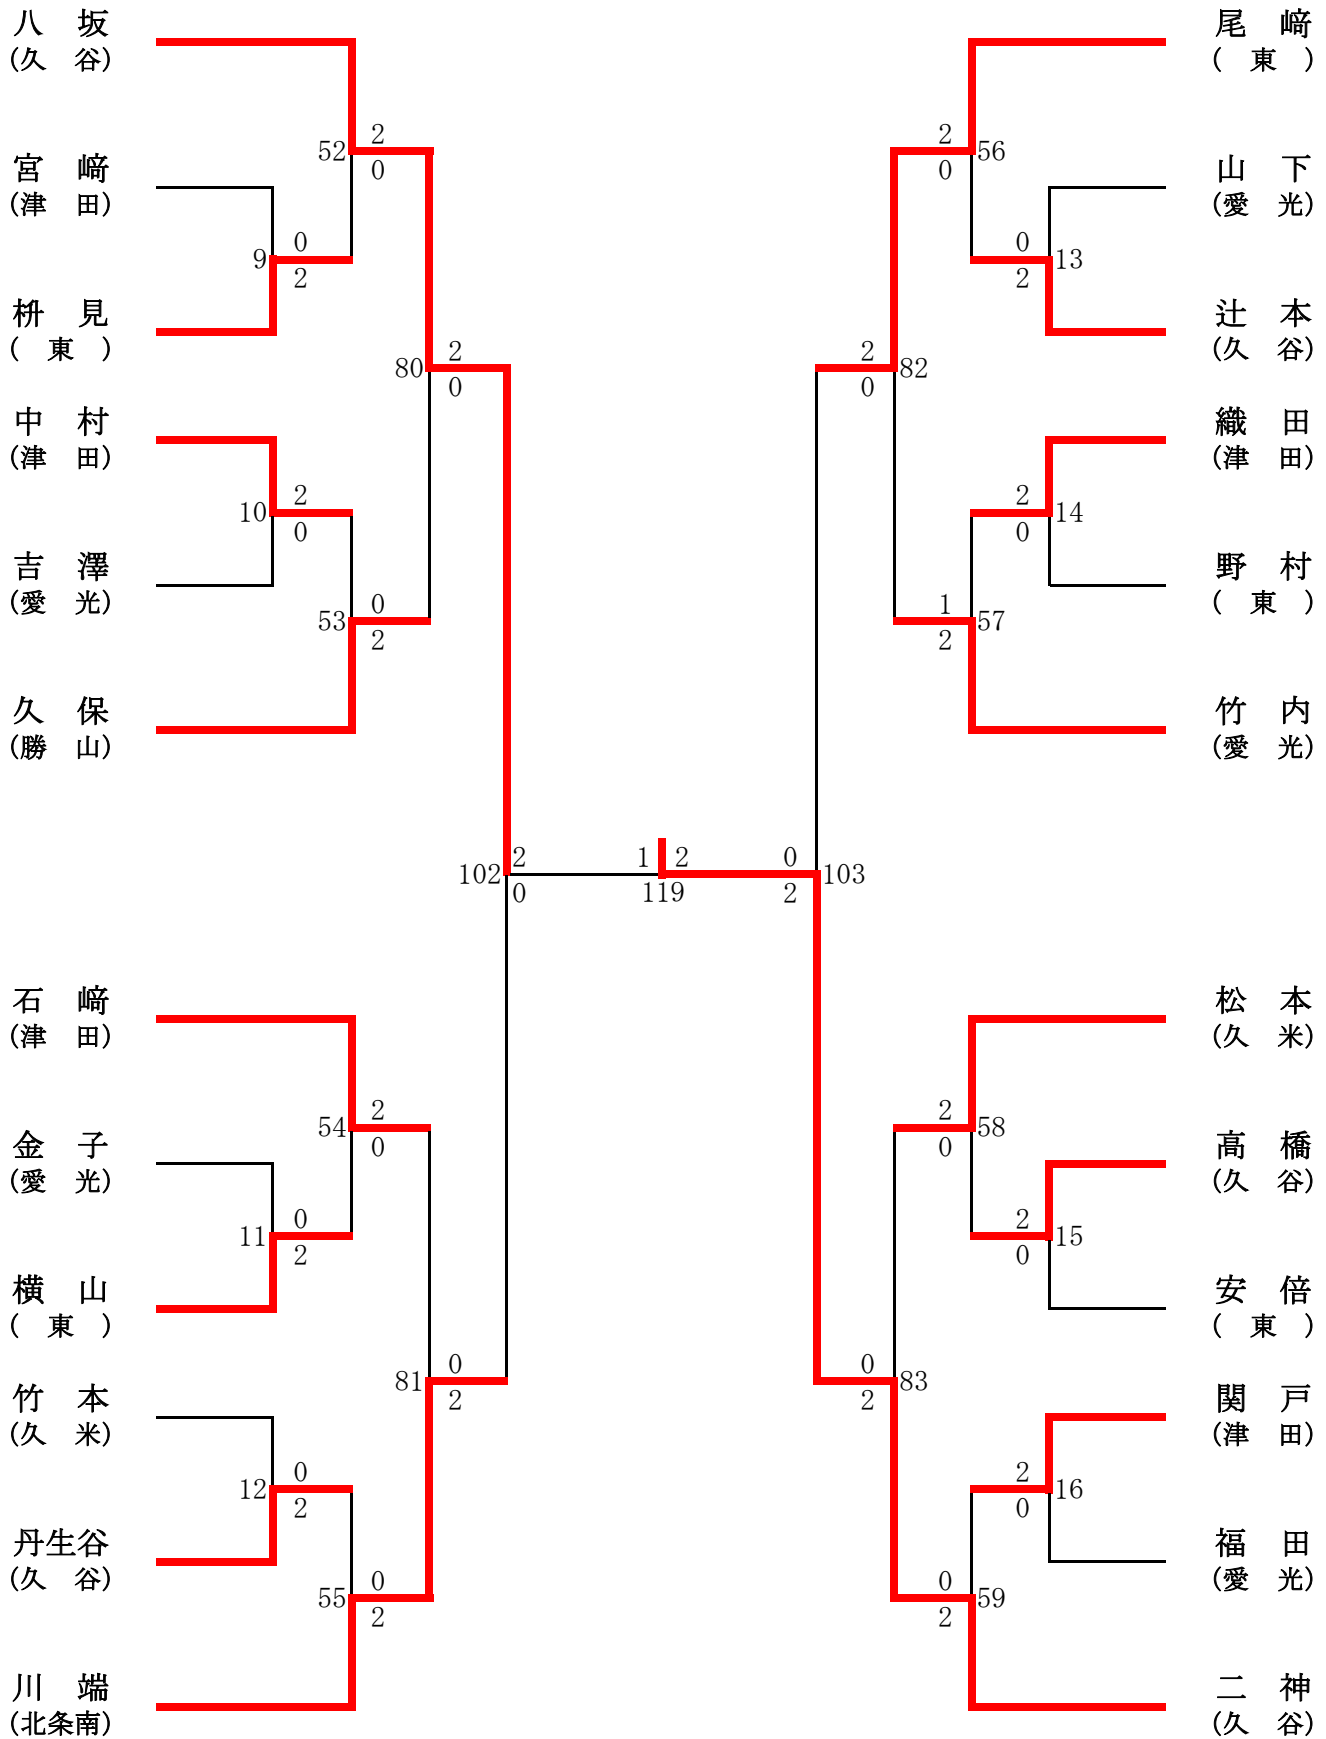 八　坂
(久　谷)
宮　﨑
(津　田)
枡　見
(　東　)
中　村
(津　田)
吉　澤
(愛　光)
久　保
(勝　山)
石　﨑
(津　田)
金　子
(愛　光)
横　山
(　東　)
竹　本
(久　米)
丹生谷
(久　谷)
川　端
(北条南)
52
2
0
9
0
2
80
2
0
10
2
0
53
0
2
102
2
0
54
2
0
11
0
2
81
0
2
12
0
2
55
0
2
1
2
119
2
0
56
0
2
13
2
0
82
2
0
14
1
2
57
0
2
103
2
0
58
2
0
15
0
2
83
2
0
16
0
2
59
尾　﨑
(　東　)
山　下
(愛　光)
辻　本
(久　谷)
織　田
(津　田)
野　村
(　東　)
竹　内
(愛　光)
松　本
(久　米)
髙　橋
(久　谷)
安　倍
(　東　)
関　戸
(津　田)
福　田
(愛　光)
二　神
(久　谷)